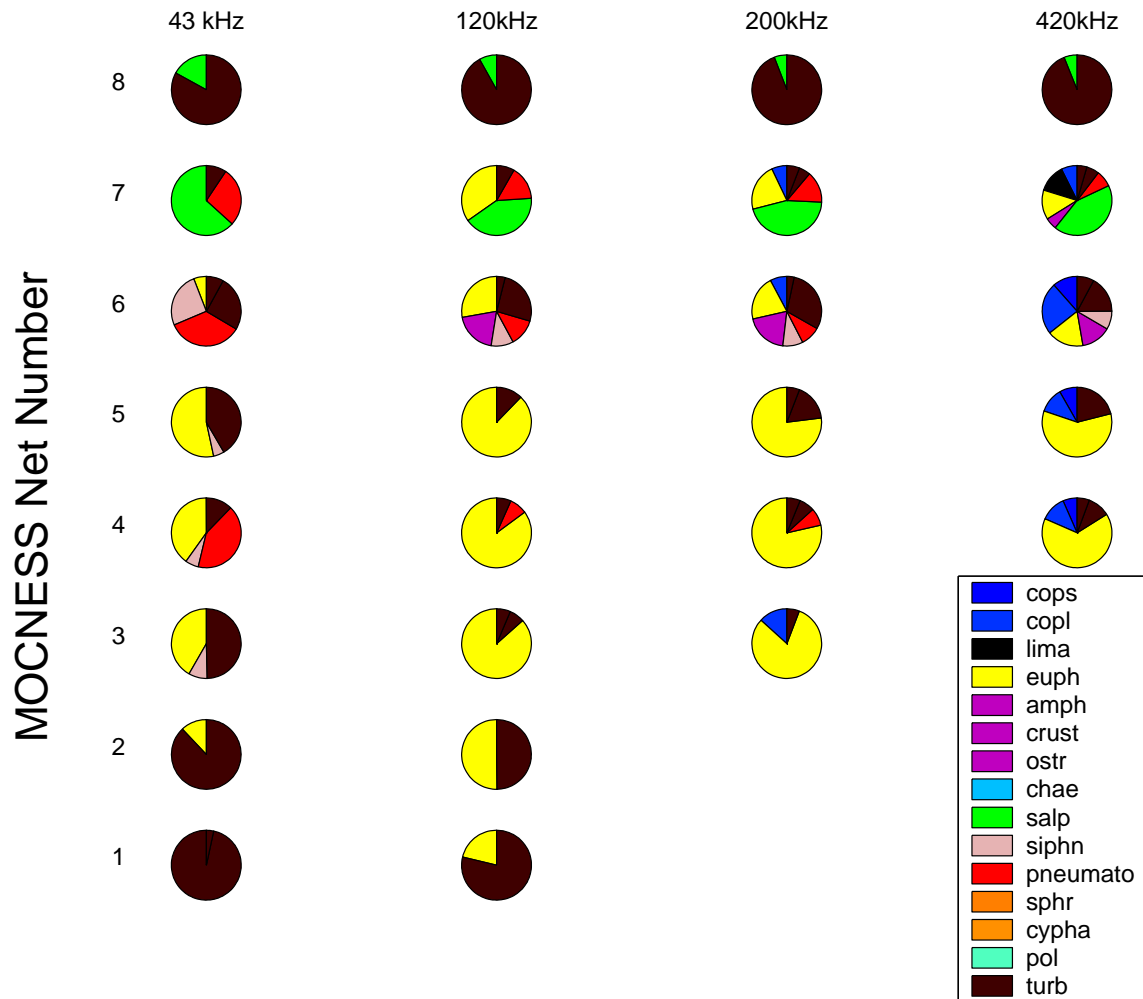 43 kHz 120kHz 200kHz 420kHz
8
7
6
5
4
3
2
1
MOCNESS Net Number
cops
copl
lima
euph
amph
crust
ostr
chae
salp
siphn
pneumato
sphr
cypha
pol
turb